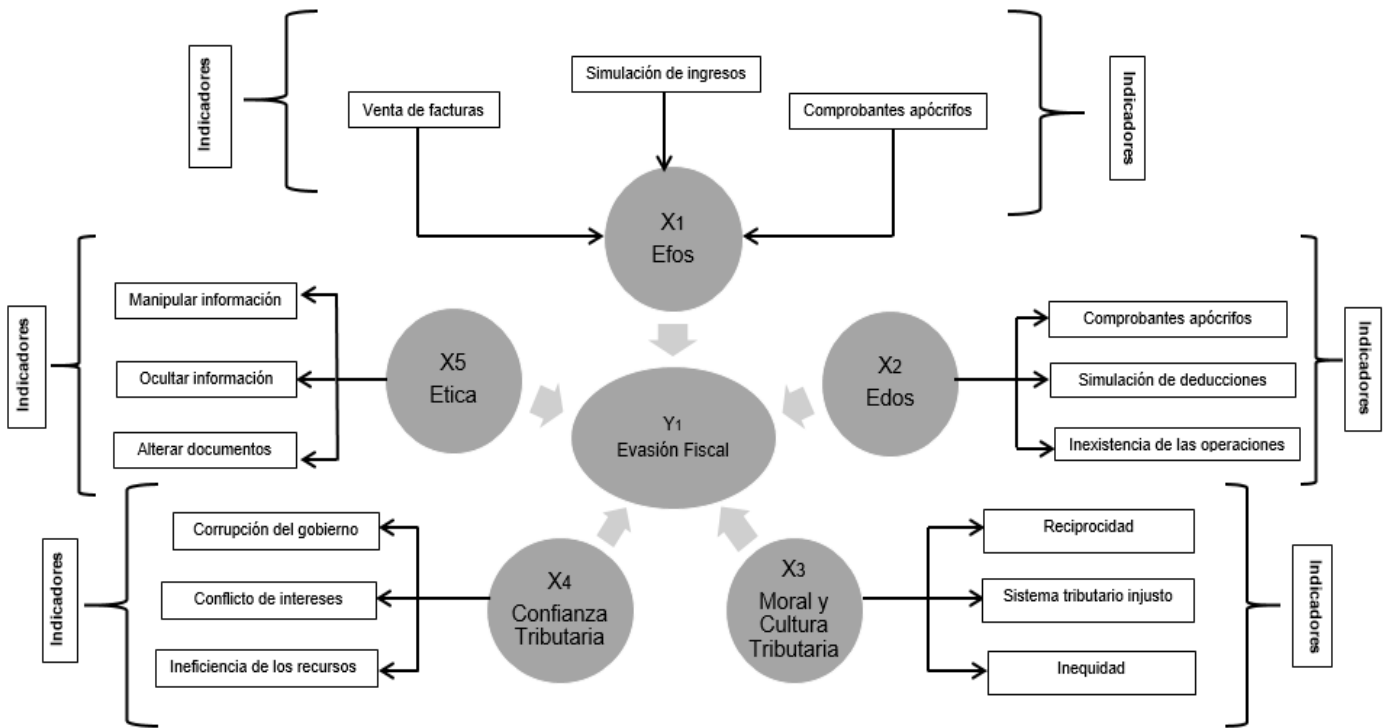 Indicadores
Venta de facturas
Simulación de ingresos
Comprobantes apócrifos
Indicadores
X1
Efos
Indicadores
Manipular información
Ocultar información
Alterar documentos
X5
Etica
X2
Edos
Comprobantes apócrifos
Simulación de deducciones
Inexistencia de las operaciones
Indicadores
Y1
Evasión Fiscal
Indicadores
Corrupción del gobierno
Conflicto de intereses
Ineficiencia de los recursos
X4
Confianza
Tributaria
X3
Moral y
Cultura
Tributaria
Reciprocidad
Sistema tributario injusto
Inequidad
Indicadores